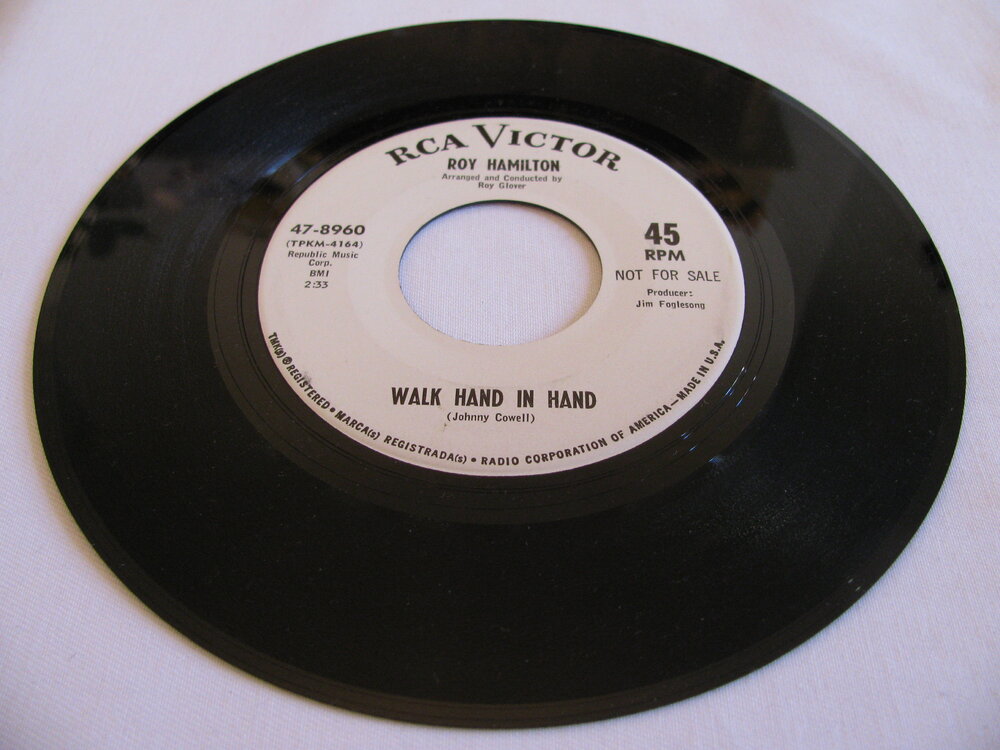 RCA VICTOR
ROY HAMILTON
Arranged and Conducted by
Roy Glover
47-8960
(TPKM-4164)
Republic Music
Corp.
BMI
2:33
45
RPM
NOT FOR SALE
Producer:
Jim Foglesong
WALK HAND IN HAND
(Johnny Cowell)
TMK(s) ® REGISTERED • MARCA(s) REGISTRADA(s) • RADIO CORPORATION OF AMERICA—MADE IN U.S.A.